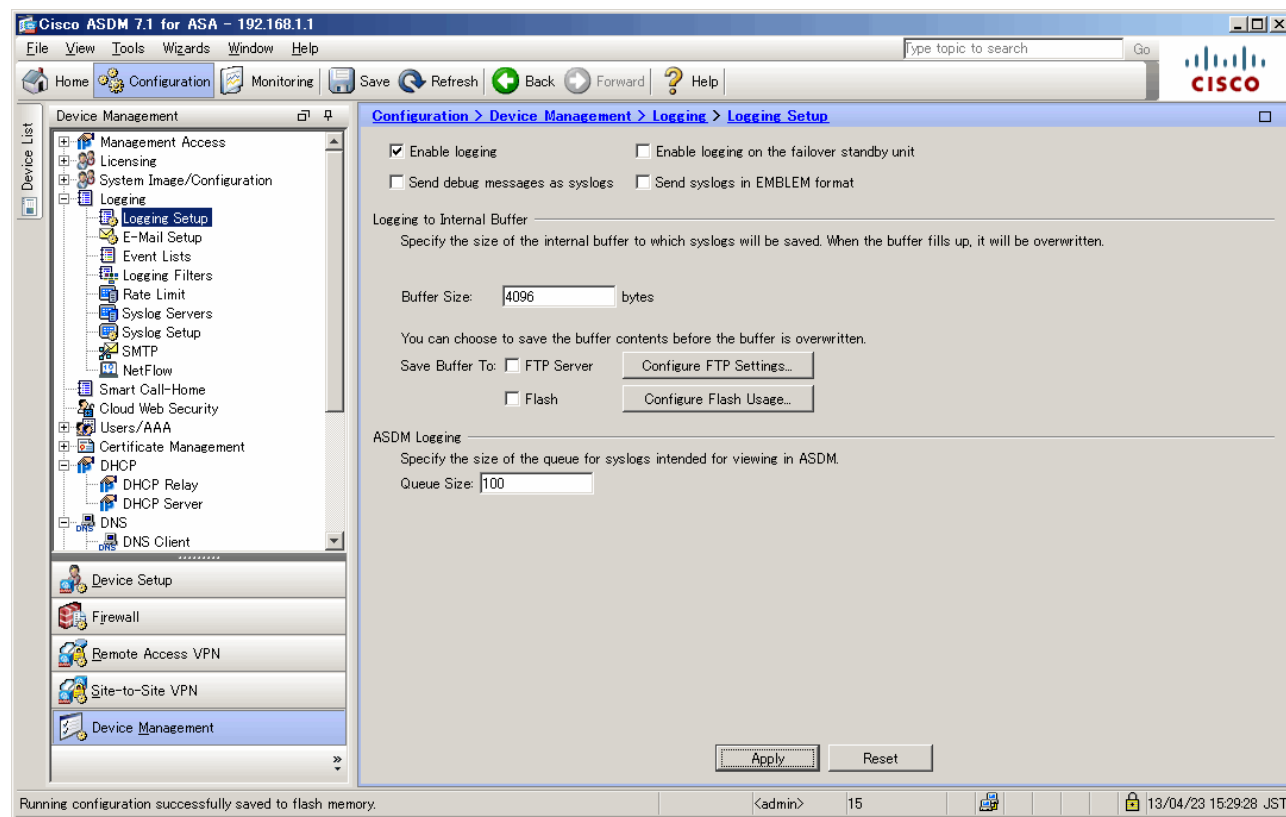 Cisco ASDM 7.1 for ASA - 192.168.1.1
File View Tools Wizards Window Help
Type topic to search Go
Home Configuration Monitoring Save Refresh Back Forward Help
CISCO
Device List
Device Management
Management Access
Licensing
System Image/Configuration
Logging
Logging Setup
E-Mail Setup
Event Lists
Logging Filters
Rate Limit
Syslog Servers
Syslog Setup
SMTP
NetFlow
Smart Call-Home
Cloud Web Security
Users/AAA
Certificate Management
DHCP
DHCP Relay
DHCP Server
DNS
DNS Client
Device Setup
Firewall
Remote Access VPN
Site-to-Site VPN
Device Management
Configuration > Device Management > Logging > Logging Setup
Enable logging
Enable logging on the failover standby unit
Send debug messages as syslogs
Send syslogs in EMBLEM format
Logging to Internal Buffer
Specify the size of the internal buffer to which syslogs will be saved. When the buffer fills up, it will be overwritten.
Buffer Size: 4096 bytes
You can choose to save the buffer contents before the buffer is overwritten.
Save Buffer To: FTP Server Configure FTP Settings...
Flash Configure Flash Usage...
ASDM Logging
Specify the size of the queue for syslogs intended for viewing in ASDM.
Queue Size: 100
Apply Reset
Running configuration successfully saved to flash memory.
<admin> 15 13/04/23 15:29:28 JST